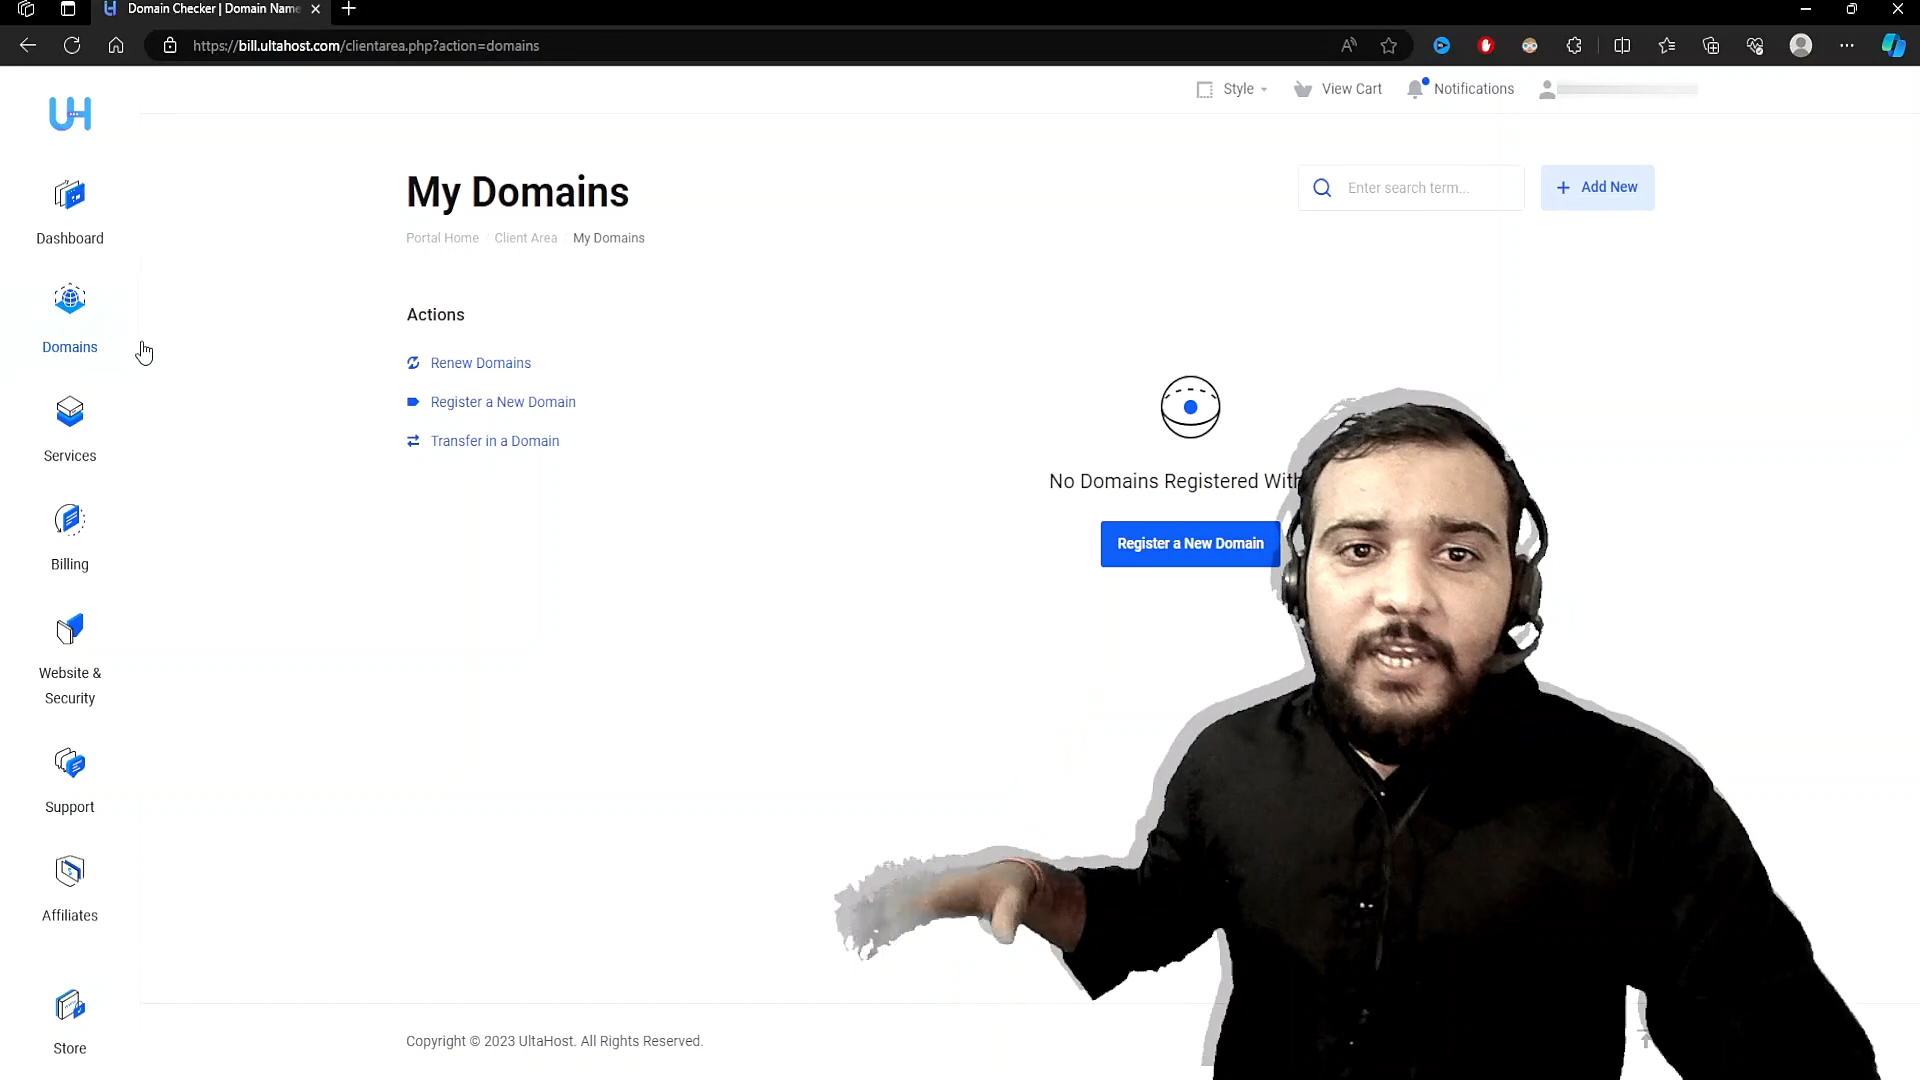 Domain Checker | Domain Name
https://bill.ultahost.com/clientarea.php?action=domains
Style
View Cart
Notifications
UH
Dashboard
Domains
Services
Billing
Website &
Security
Support
Affiliates
Store
My Domains
Portal Home / Client Area / My Domains
Enter search term...
+ Add New
Actions
Renew Domains
Register a New Domain
Transfer in a Domain
No Domains Registered With
Register a New Domain
Copyright © 2023 UltaHost. All Rights Reserved.